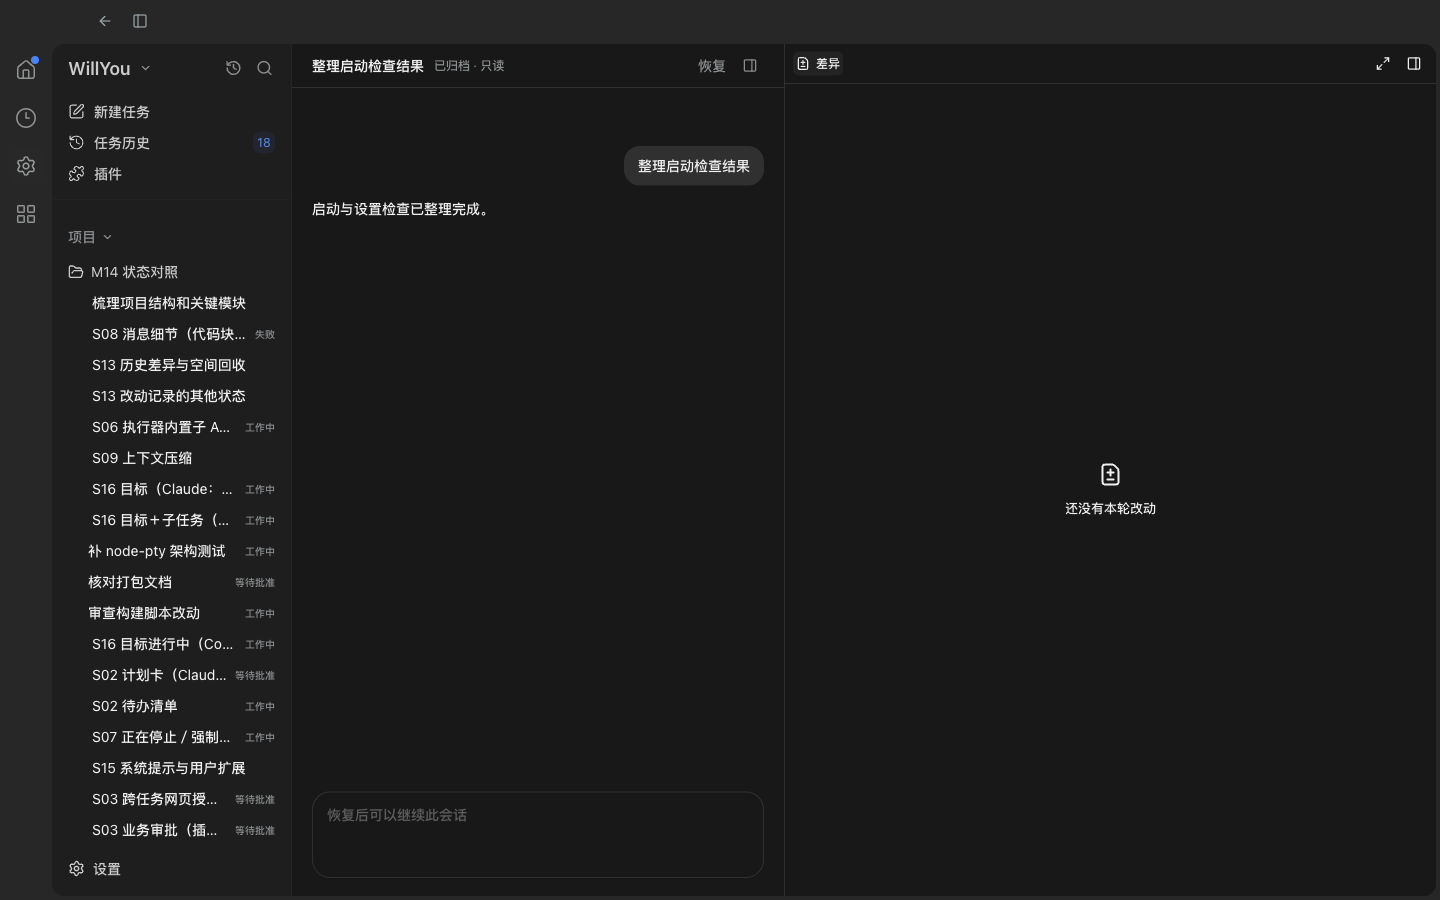 WillYou
新建任务
任务历史 18
插件
项目
M14 状态对照
梳理项目结构和关键模块
S08 消息细节（代码块... 失败
S13 历史差异与空间回收
S13 改动记录的其他状态
S06 执行器内置子 A... 工作中
S09 上下文压缩
S16 目标（Claude：... 工作中
S16 目标＋子任务（... 工作中
补 node-pty 架构测试 工作中
核对打包文档 等待批准
审查构建脚本改动 工作中
S16 目标进行中（Co... 工作中
S02 计划卡（Claud... 等待批准
S02 待办清单 工作中
S07 正在停止 / 强制... 工作中
S15 系统提示与用户扩展
S03 跨任务网页授... 等待批准
S03 业务审批（插... 等待批准
设置
整理启动检查结果 已归档 · 只读 恢复
整理启动检查结果
启动与设置检查已整理完成。
恢复后可以继续此会话
差异
还没有本轮改动